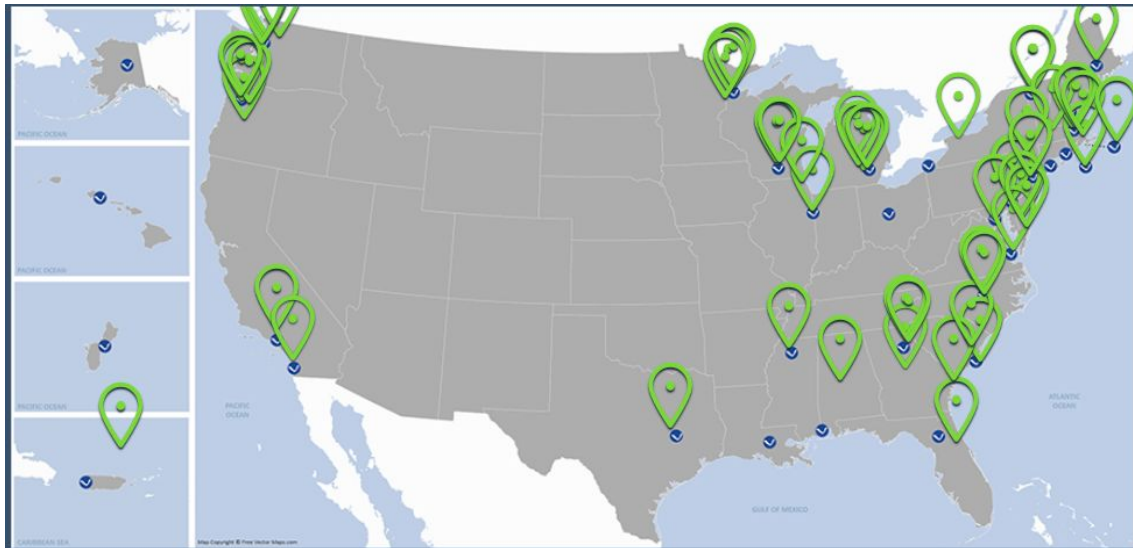 PACIFIC OCEAN
PACIFIC OCEAN
PACIFIC OCEAN
CARIBBEAN SEA
PACIFIC
OCEAN
ATLANTIC
OCEAN
GULF OF MEXICO
Map Copyright © Free Vector Maps.com